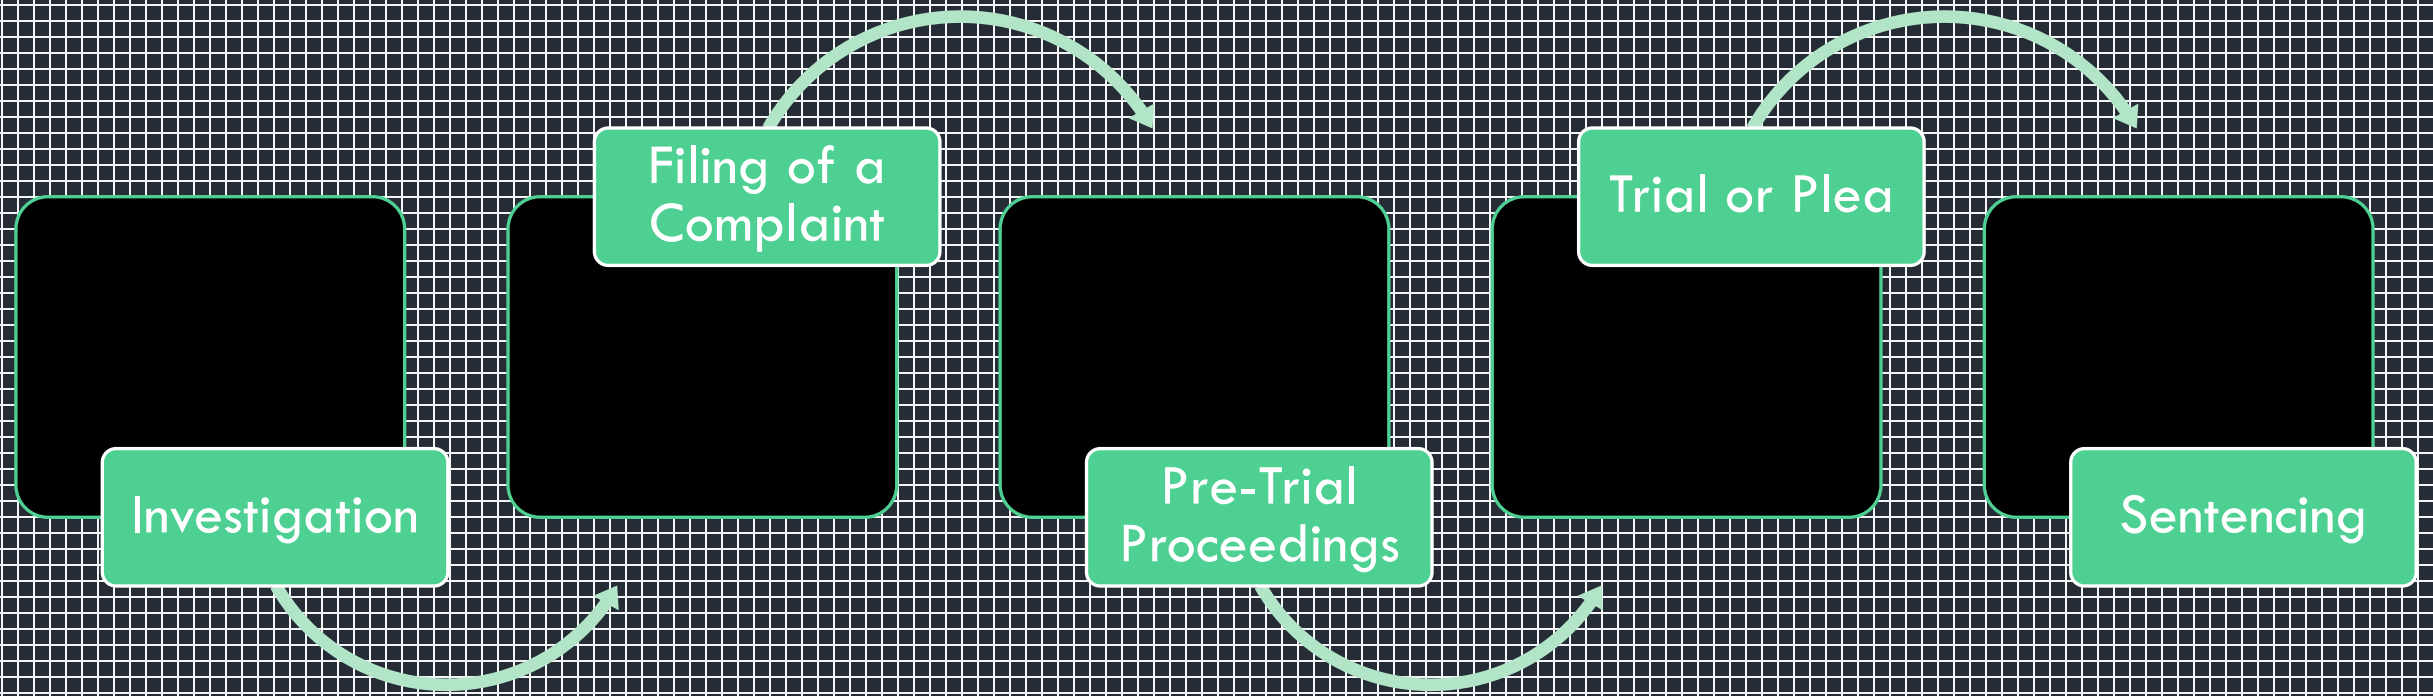 Investigation
Filing of a
Complaint
Pre-Trial
Proceedings
Trial or Plea
Sentencing